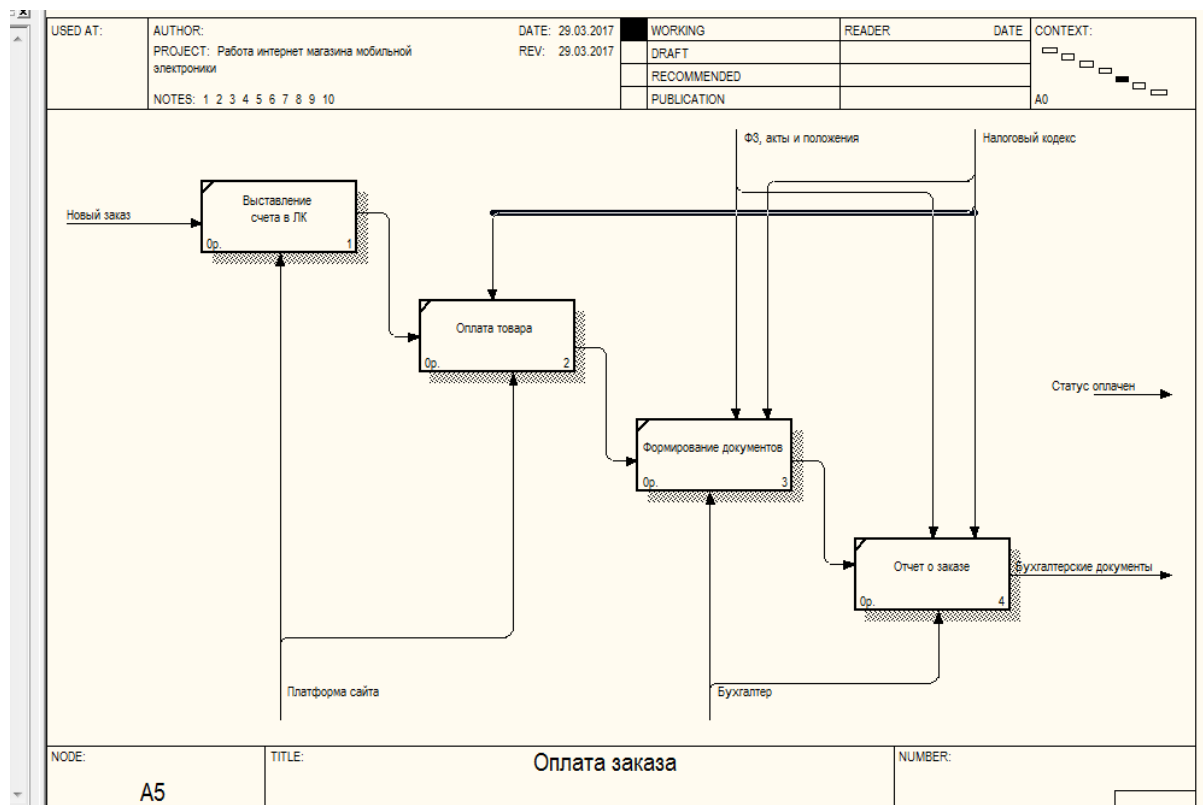 USED AT:
AUTHOR:
DATE: 29.03.2017
PROJECT: Работа интернет магазина мобильной
электроники
REV: 29.03.2017
NOTES: 1 2 3 4 5 6 7 8 9 10
WORKING
DRAFT
RECOMMENDED
PUBLICATION
READER
DATE
CONTEXT:
A0
ФЗ, акты и положения
Налоговый кодекс
Новый заказ
Выставление
счета в ЛК
0р. 1
Оплата товара
0р. 2
Статус оплачен
Формирование документов
0р. 3
Отчет о заказе
0р. 4
Бухгалтерские документы
Платформа сайта
Бухгалтер
NODE:
A5
TITLE:
Оплата заказа
NUMBER: